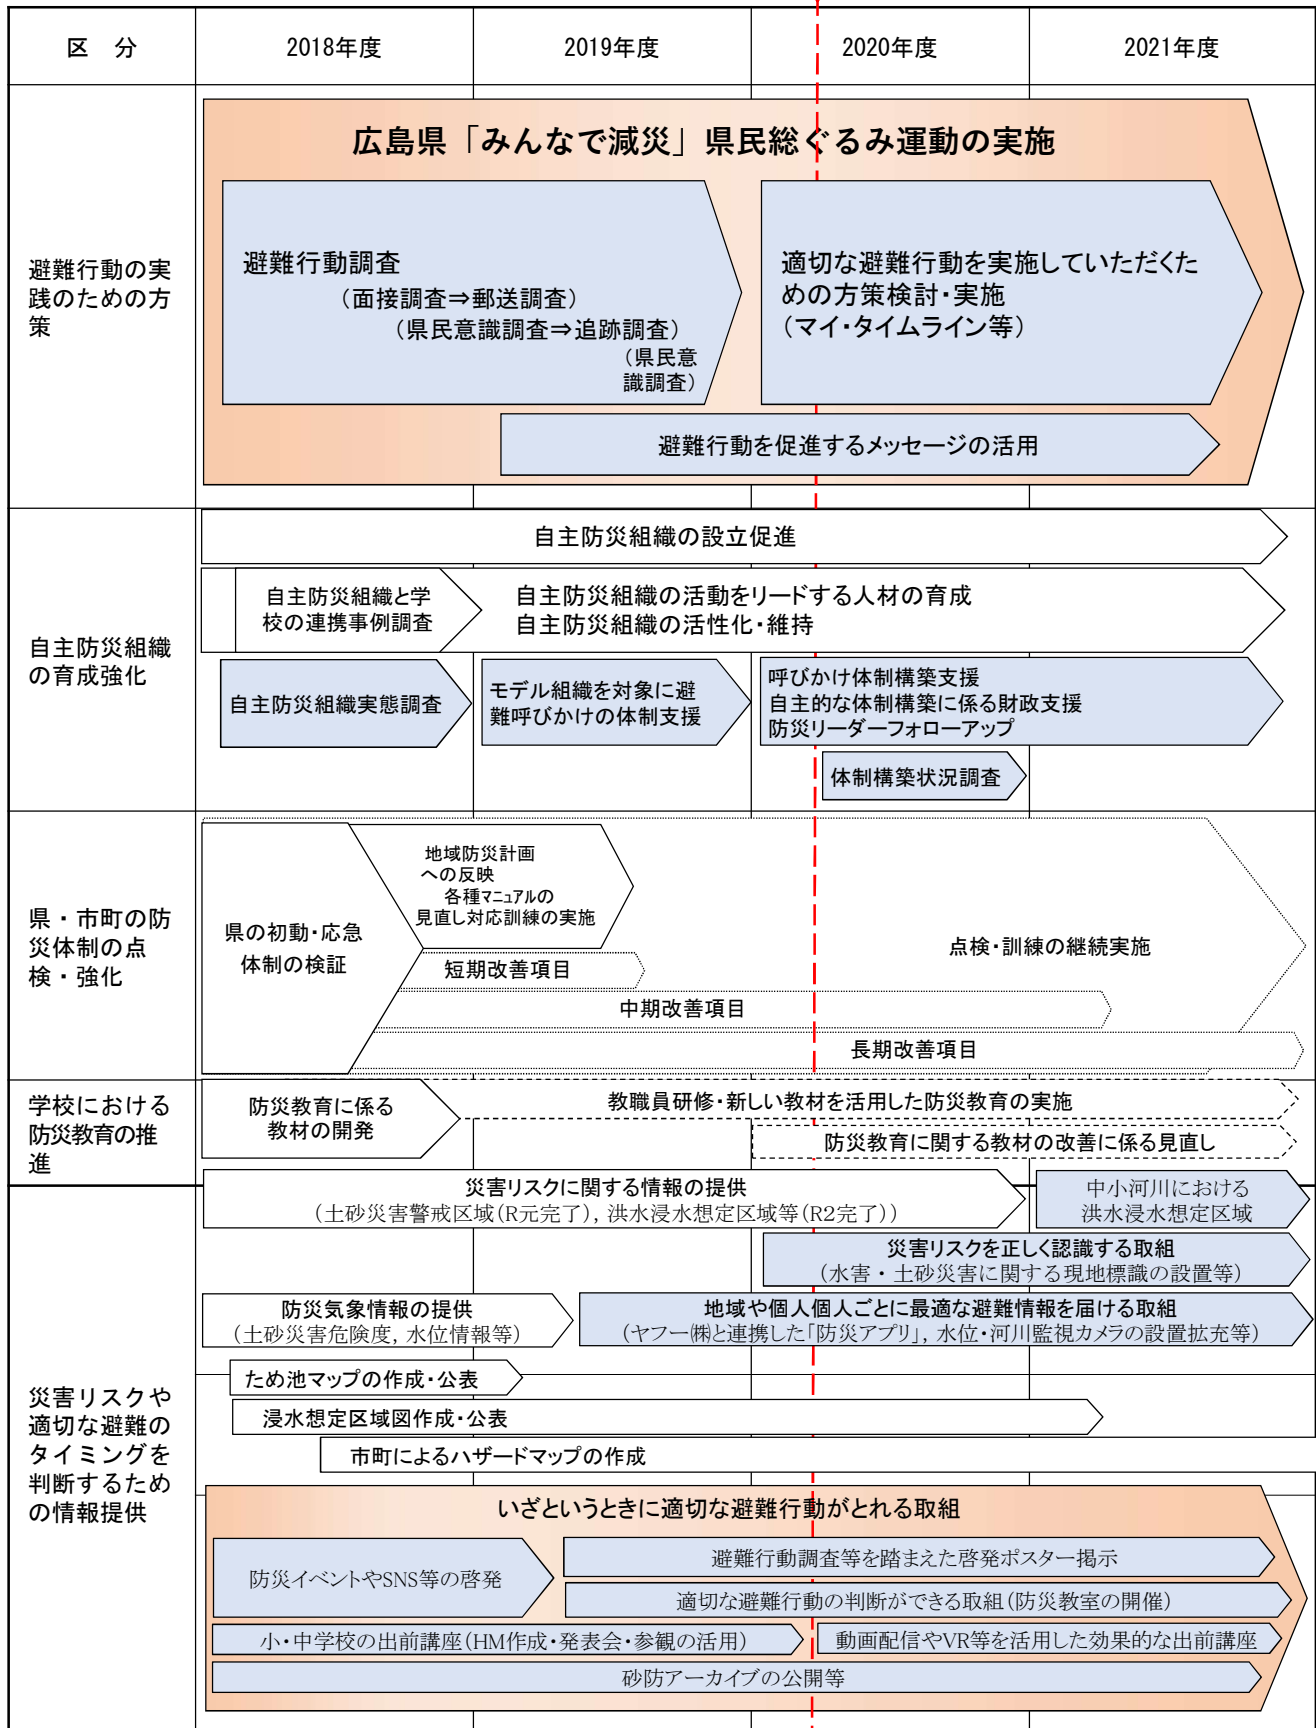 区　分
2018年度
2019年度
2020年度
2021年度
避難行動の実
践のための方
策
広島県「みんなで減災」県民総ぐるみ運動の実施
避難行動調査
（面接調査⇒郵送調査）
（県民意識調査⇒追跡調査）
（県民意
識調査）
適切な避難行動を実施していただくた
めの方策検討・実施
（マイ・タイムライン等）
避難行動を促進するメッセージの活用
自主防災組織
の育成強化
自主防災組織の設立促進
自主防災組織と学
校の連携事例調査
自主防災組織の活動をリードする人材の育成
自主防災組織の活性化・維持
自主防災組織実態調査
モデル組織を対象に避
難呼びかけの体制支援
呼びかけ体制構築支援
自主的な体制構築に係る財政支援
防災リーダーフォローアップ
体制構築状況調査
県・市町の防
災体制の点
検・強化
県の初動・応急
体制の検証
地域防災計画
への反映
各種マニュアルの
見直し対応訓練の実施
点検・訓練の継続実施
短期改善項目
中期改善項目
長期改善項目
学校における
防災教育の推
進
防災教育に係る
教材の開発
教職員研修・新しい教材を活用した防災教育の実施
防災教育に関する教材の改善に係る見直し
災害リスクや
適切な避難の
タイミングを
判断するため
の情報提供
災害リスクに関する情報の提供
（土砂災害警戒区域（R元完了），洪水浸水想定区域等（R2完了））
中小河川における
洪水浸水想定区域
災害リスクを正しく認識する取組
（水害・土砂災害に関する現地標識の設置等）
防災気象情報の提供
（土砂災害危険度，水位情報等）
地域や個人個人ごとに最適な避難情報を届ける取組
（ヤフー㈱と連携した「防災アプリ」，水位・河川監視カメラの設置拡充等）
ため池マップの作成・公表
浸水想定区域図作成・公表
市町によるハザードマップの作成
いざというときに適切な避難行動がとれる取組
防災イベントやSNS等の啓発
避難行動調査等を踏まえた啓発ポスター掲示
適切な避難行動の判断ができる取組（防災教室の開催）
小・中学校の出前講座（HM作成・発表会・参観の活用）
動画配信やVR等を活用した効果的な出前講座
砂防アーカイブの公開等